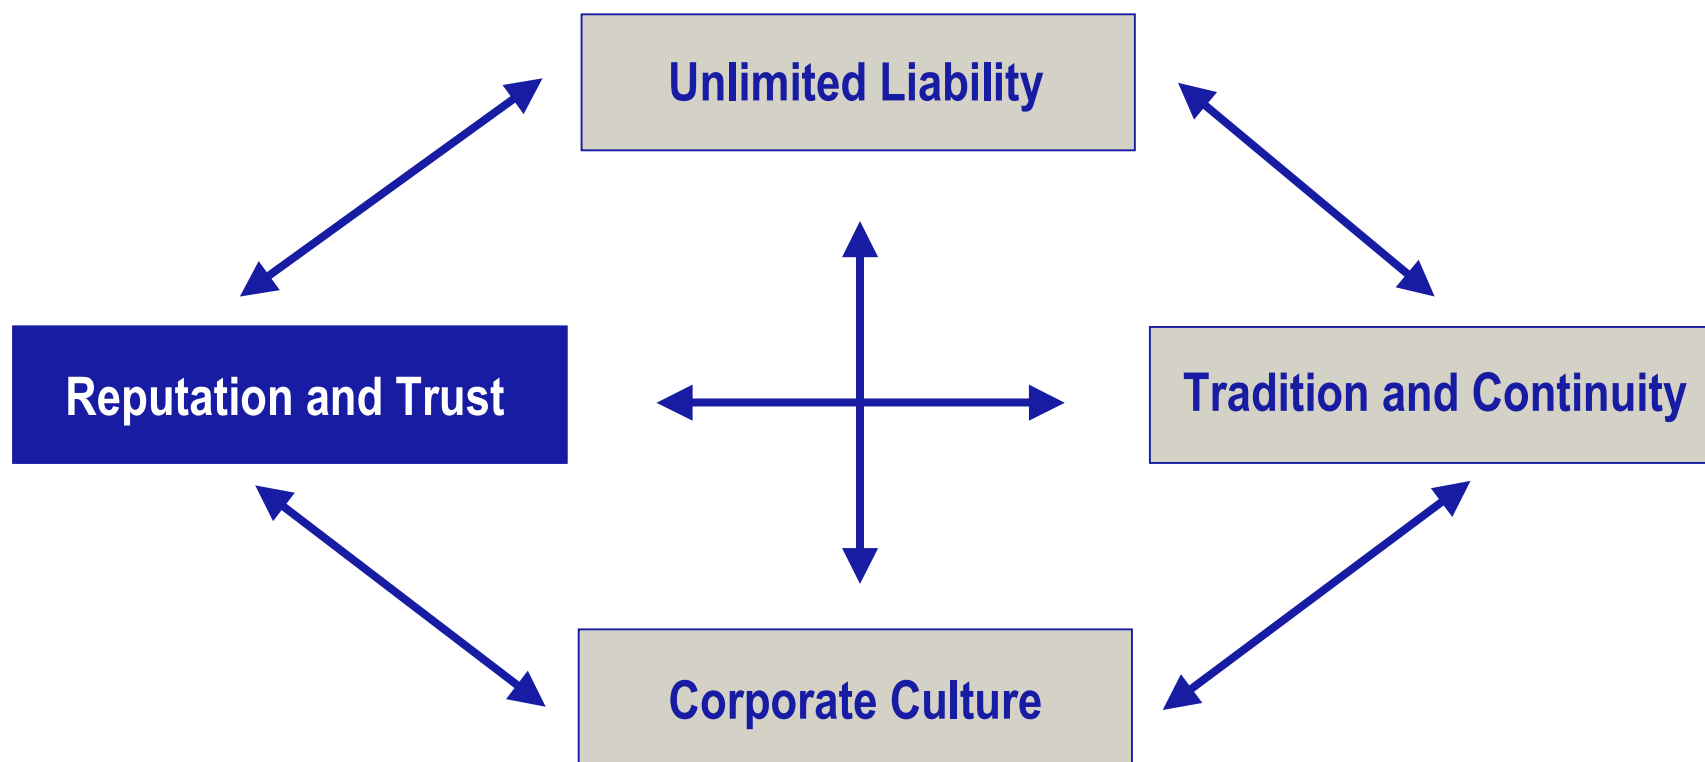 Unlimited Liability
Reputation and Trust
Tradition and Continuity
Corporate Culture